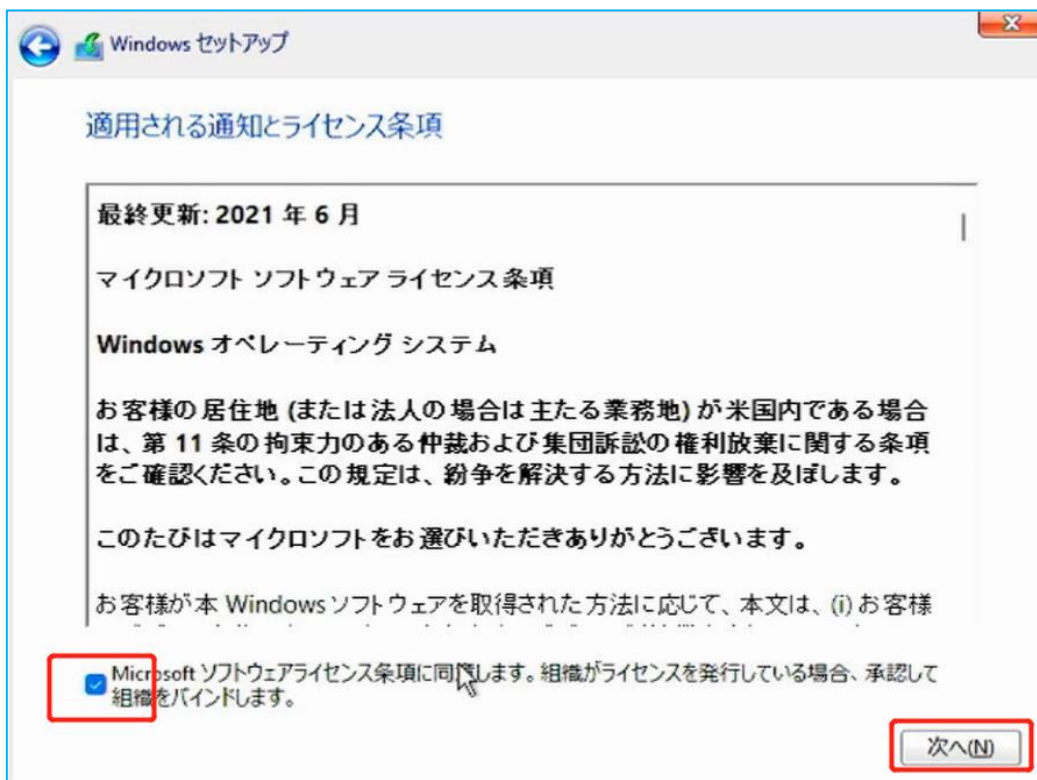 Windows セットアップ
適用される通知とライセンス条項
最終更新: 2021 年 6 月
マイクロソフト ソフトウェア ライセンス条項
Windows オペレーティング システム
お客様の居住地 (または法人の場合は主たる業務地) が米国内である場合
は、第 11 条の拘束力のある仲裁および集団訴訟の権利放棄に関する条項
をご確認ください。この規定は、紛争を解決する方法に影響を及ぼします。
このたびはマイクロソフトをお選びいただきありがとうございます。
お客様が本 Windows ソフトウェアを取得された方法に応じて、本文は、(i) お客様
Microsoft ソフトウェアライセンス条項に同意します。組織がライセンスを発行している場合、承認して
組織をバインドします。
次へ(N)